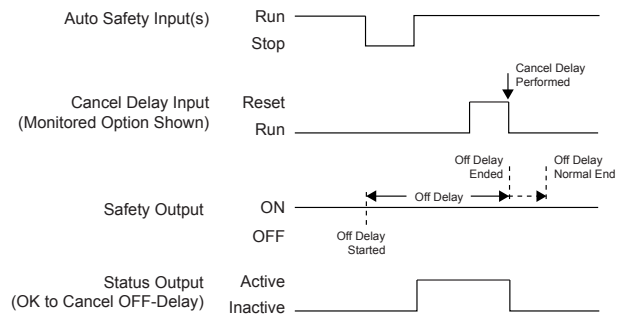 Auto Safety Input(s)
Run
Stop
Cancel Delay
Performed
Cancel Delay Input
(Monitored Option Shown)
Reset
Run
Off Delay
Ended
Off Delay
Normal End
Off Delay
Safety Output
ON
OFF
Off Delay
Started
Status Output
(OK to Cancel OFF-Delay)
Active
Inactive